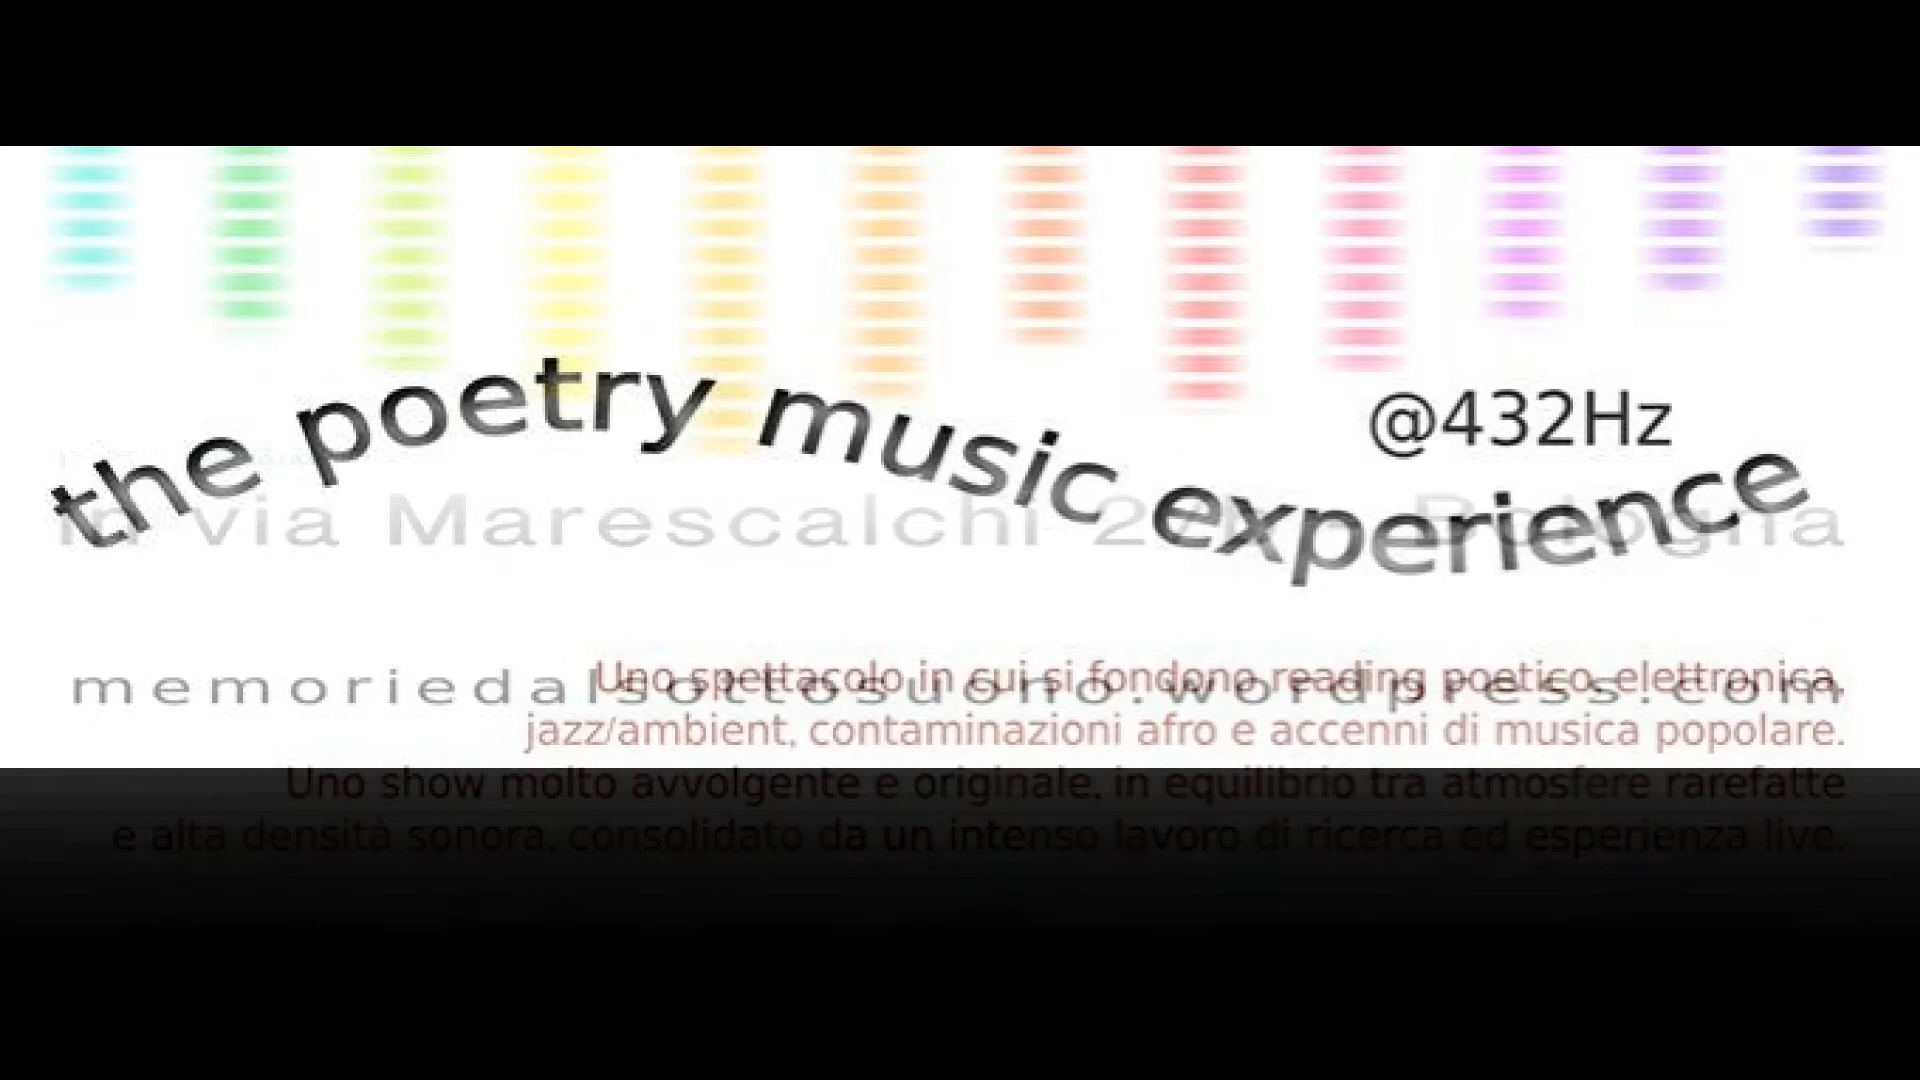 the poetry music experience
@432Hz
in via Marescalchi Bologna
memoriedalsottosuono.wordpress.com
Uno spettacolo in cui si fondono reading poetico, elettronica,
jazz/ambient, contaminazioni afro e accenni di musica popolare.
Uno show molto avvolgente e originale, in equilibrio tra atmosfere rarefatte
e alta densità sonora, consolidato da un intenso lavoro di ricerca ed esperienza live.